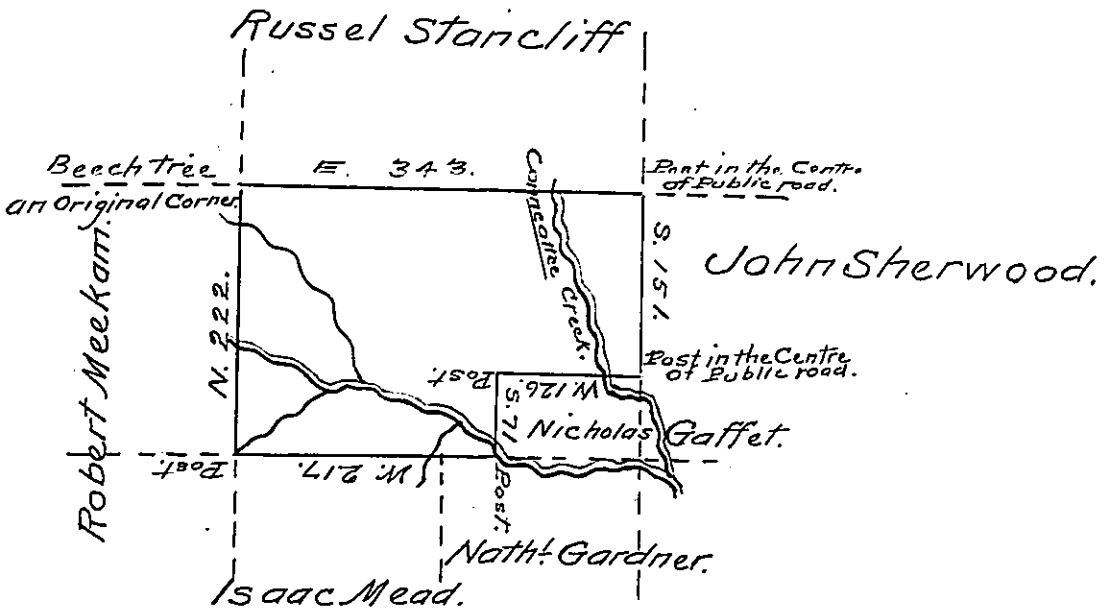 Russel Stancliff
Beech Tree
an Original Corner.
E. 343.
Post in the Centre
of Public road.
Creek.
S. 151.
John Sherwood.
Robert Meekam.
N. 222.
Post in the Centre
of Public road.
Post.
W. 126.
S. 71
Nicholas Gaffet.
Post.
W. 217.
Post.
Nath! Gardner.
Isaac Mead.